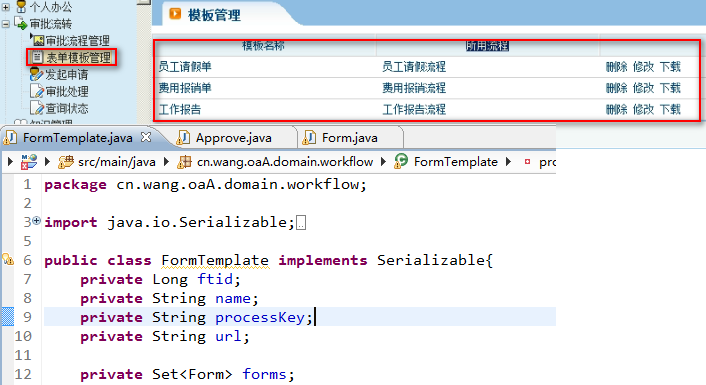 个人办公
审批流转
审批流程管理
表单模板管理
发起申请
审批处理
查询状态
模板管理
模板名称 所用流程
员工请假单 员工请假流程 删除 修改 下载
费用报销单 费用报销流程 删除 修改 下载
工作报告 工作报告流程 删除 修改 下载
FormTemplate.java Approve.java Form.java
src/main/java cn.wang.oaA.domain.workflow FormTemplate pro
1 package cn.wang.oaA.domain.workflow;
2
3 import java.io.Serializable;
5
6 public class FormTemplate implements Serializable{
7 private Long ftid;
8 private String name;
9 private String processKey;
10 private String url;
11
12 private Set<Form> forms;